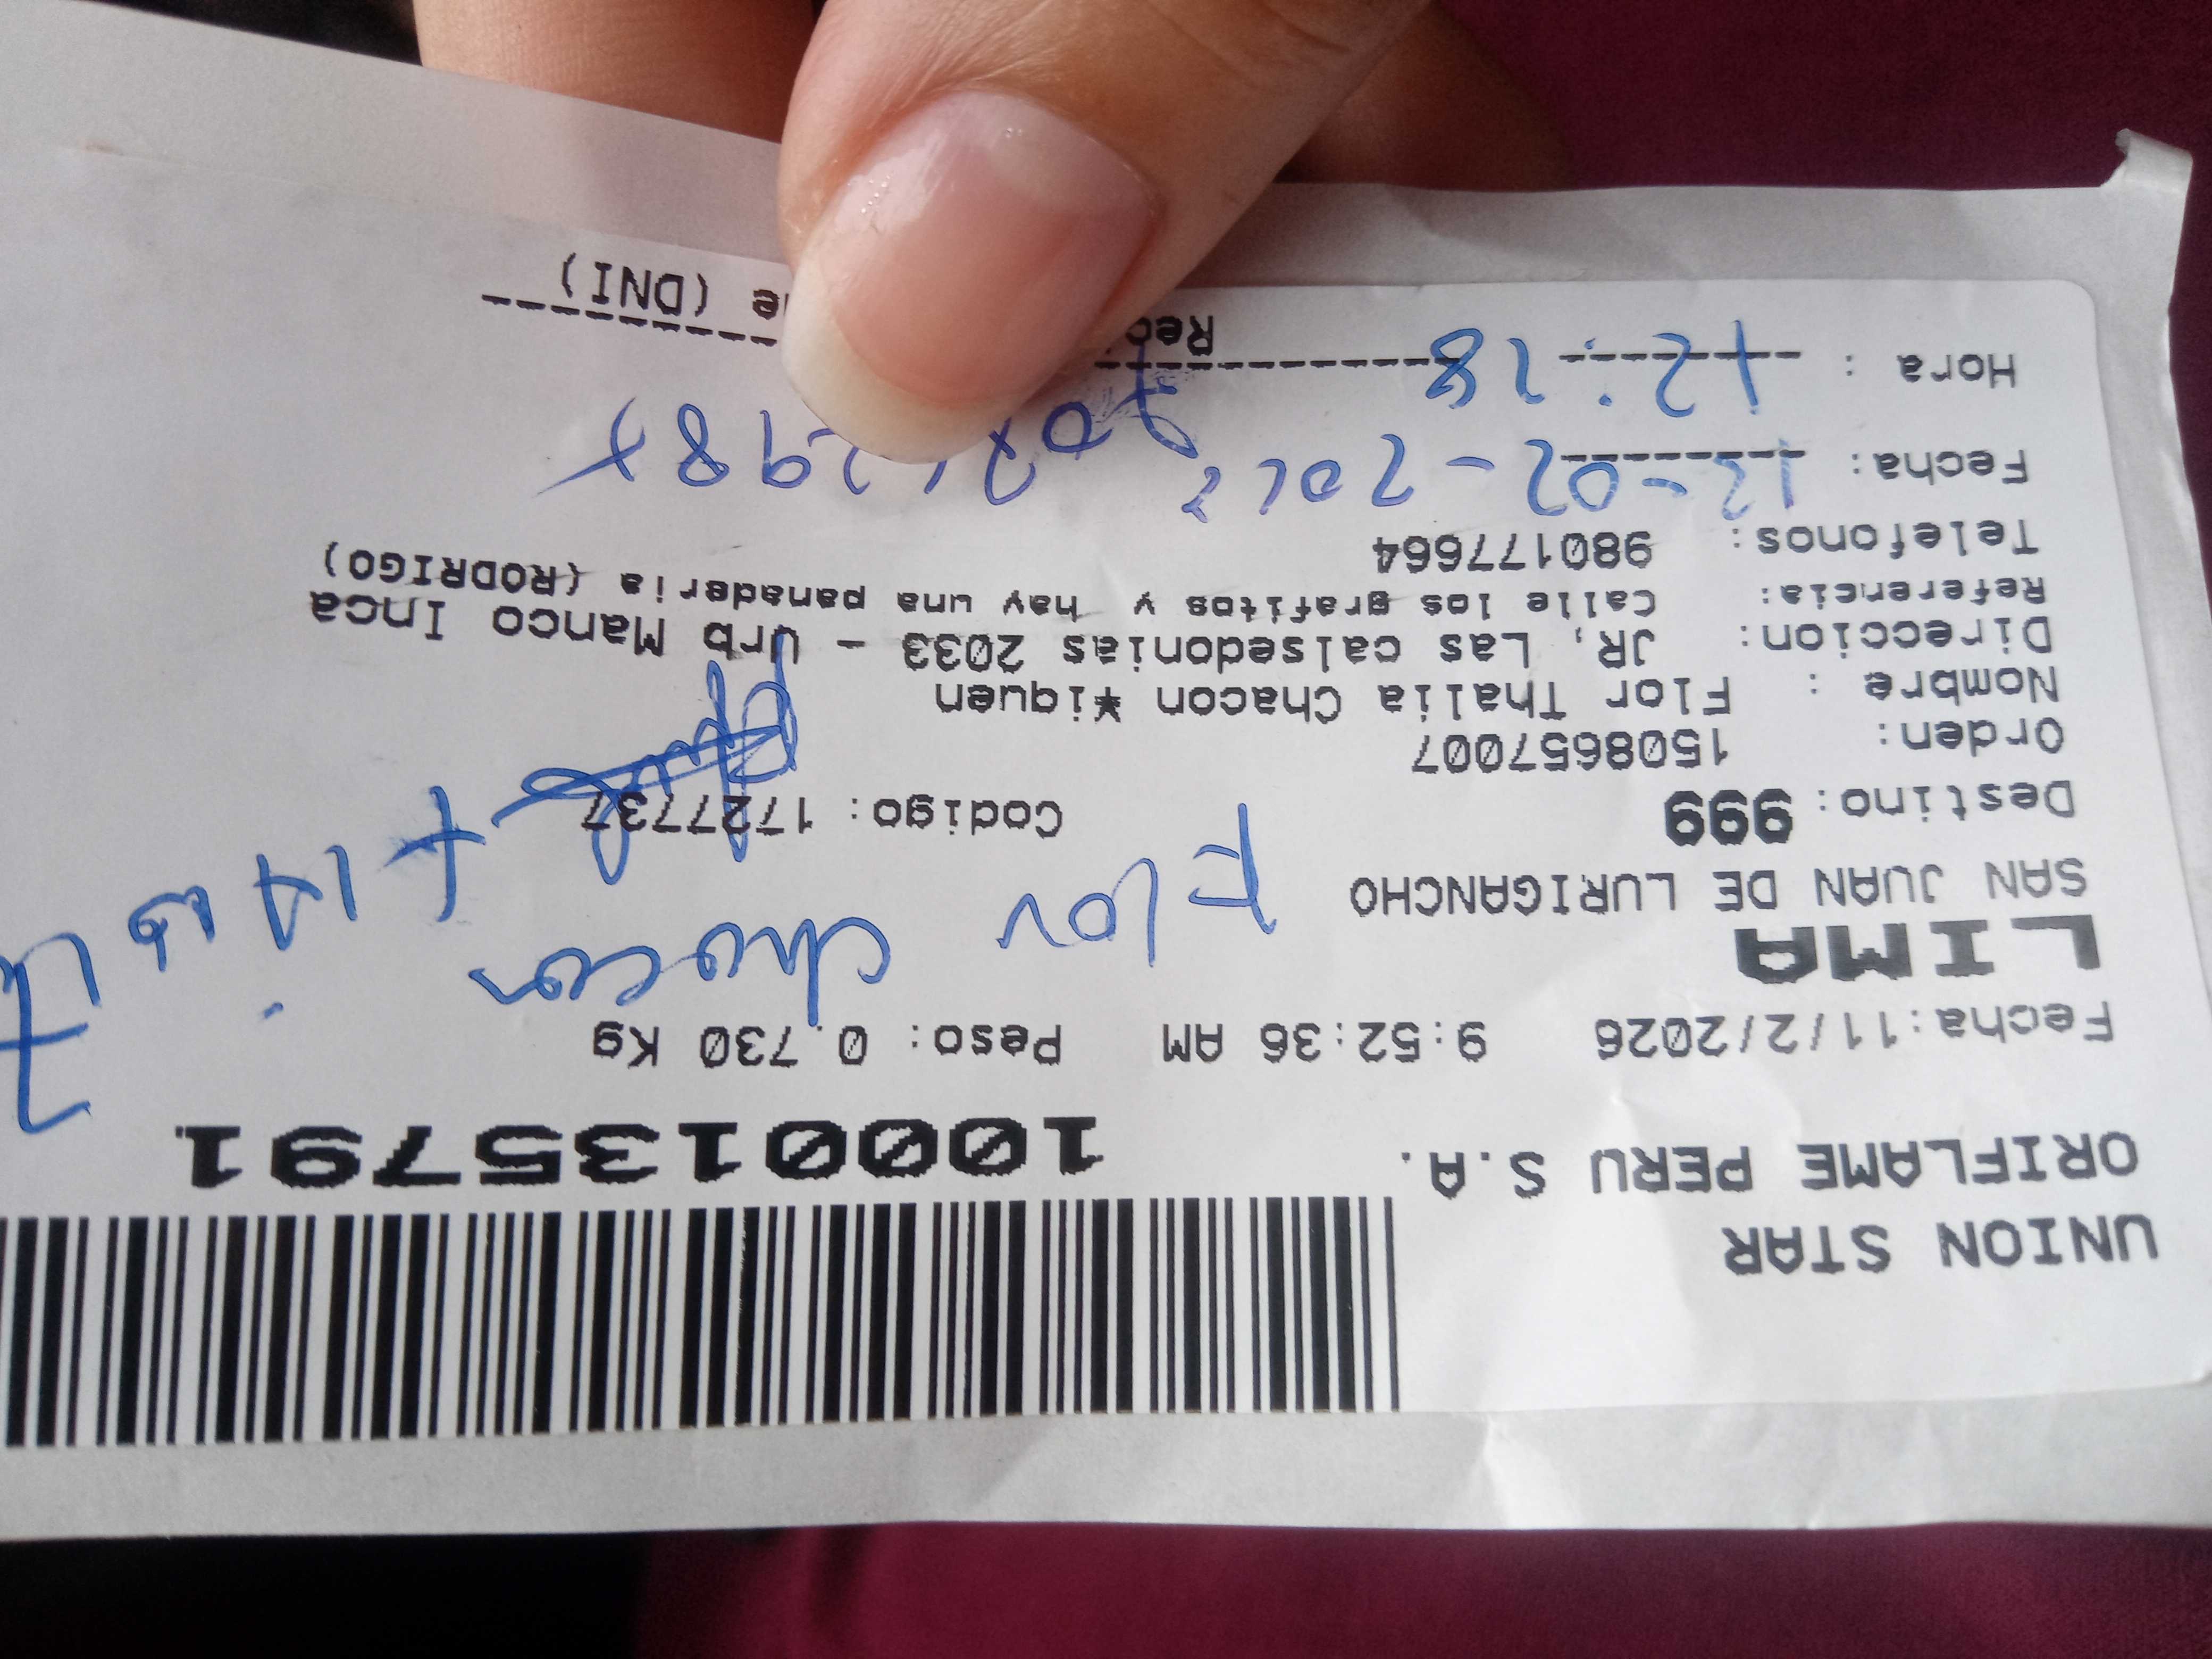 UNION STAR
ORIFLAME PERU S.A.
1000135791
Fecha:11/2/2026 9:52:36 AM Peso: 0.730 Kg
LIMA
SAN JUAN DE LURIGANCHO
Flor chacon
Destino: 999 Codigo: 1727737
Orden: 1508657007
Nombre : Flor Thalia Chacon ¥iquen
Direccion: JR, Las calsedonias 2033 - Urb Manco Inca
Referencia: Calle los grafitos y hay una panaderia (RODRIGO)
Telefonos: 980177664
Fecha: 12-02-
Hora : 12:28
(DNI)